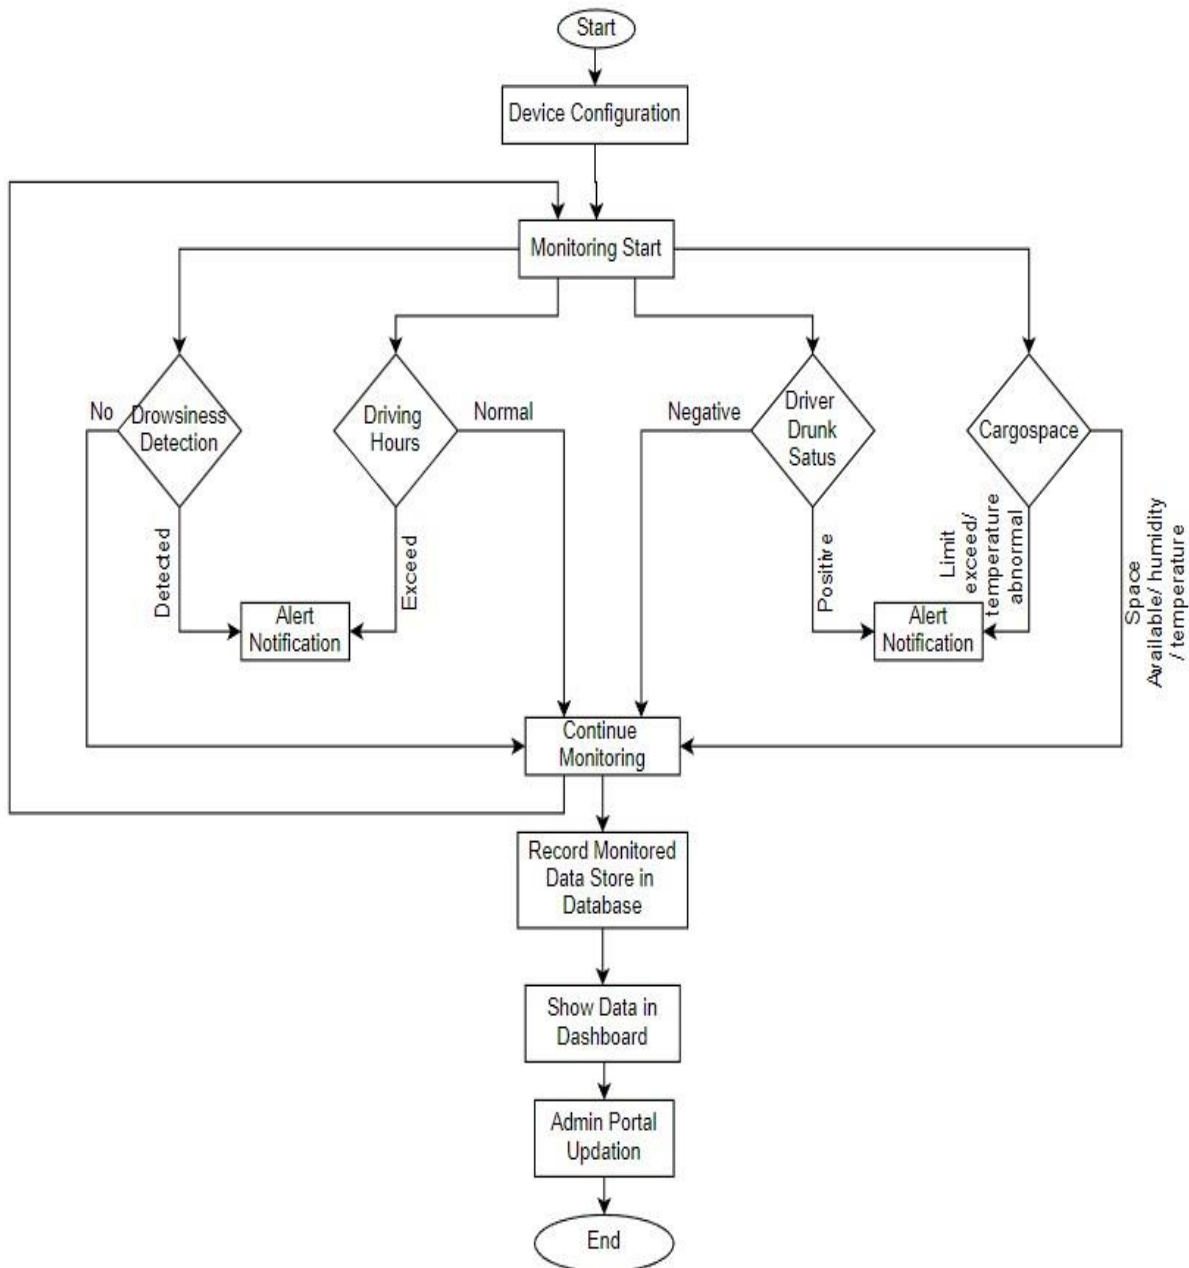 Start
Device Configuration
Monitoring Start
No
Drowsiness
Detection
Driving
Hours
Normal
Negative
Driver
Drunk
Satus
Cargospace
Detected
Exceed
Positive
Limit
exceed/
temperature
abnormal
Space
Available/ humidity
/ temperature
Alert
Notification
Alert
Notification
Continue
Monitoring
Record Monitored
Data Store in
Database
Show Data in
Dashboard
Admin Portal
Updation
End